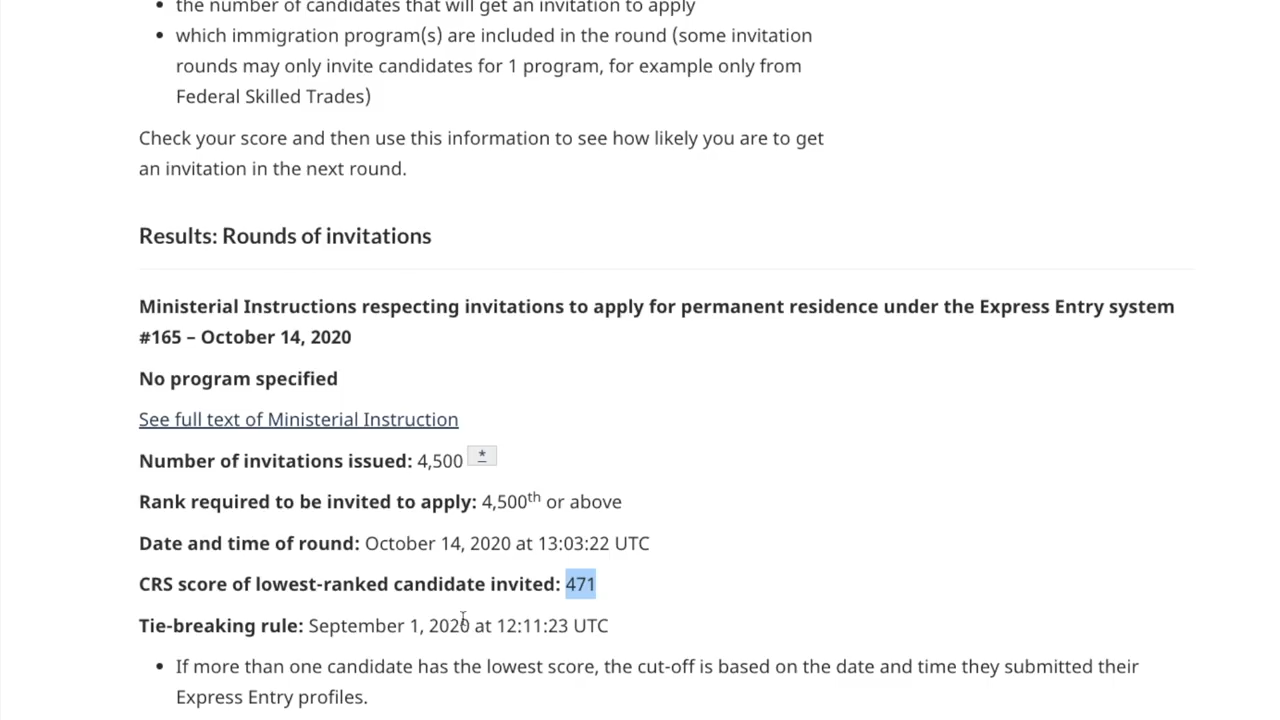 the number of candidates that will get an invitation to apply
which immigration program(s) are included in the round (some invitation
rounds may only invite candidates for 1 program, for example only from
Federal Skilled Trades)
Check your score and then use this information to see how likely you are to get
an invitation in the next round.
Results: Rounds of invitations
Ministerial Instructions respecting invitations to apply for permanent residence under the Express Entry system
#165 – October 14, 2020
No program specified
See full text of Ministerial Instruction
Number of invitations issued: 4,500 *
Rank required to be invited to apply: 4,500th or above
Date and time of round: October 14, 2020 at 13:03:22 UTC
CRS score of lowest-ranked candidate invited: 471
Tie-breaking rule: September 1, 2020 at 12:11:23 UTC
If more than one candidate has the lowest score, the cut-off is based on the date and time they submitted their
Express Entry profiles.